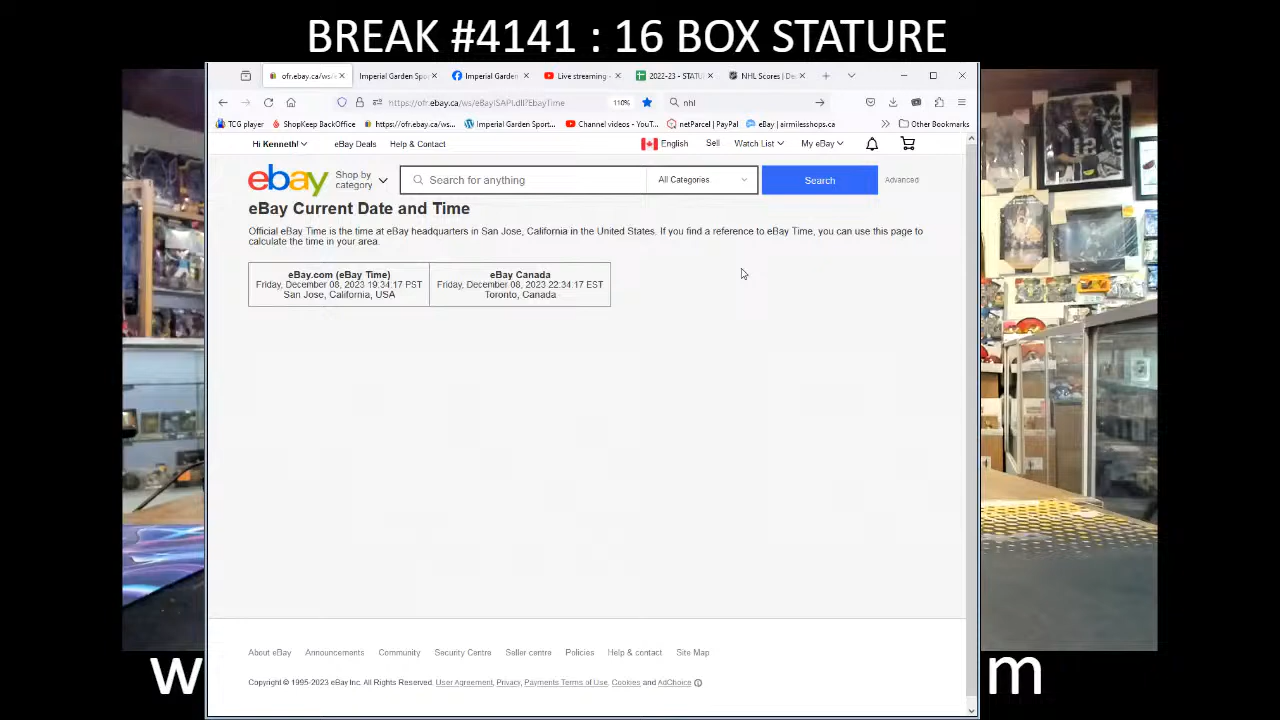 BREAK #4141 : 16 BOX STATURE
ofr.ebay.ca/ws/e
Imperial Garden Spo
Imperial Garden
Live streaming -
2022-23 - STATU
NHL Scores | De
https://ofr.ebay.ca/ws/eBayISAPI.dll?EbayTime
110%
nhl
TCG player
ShopKeep BackOffice
https://ofr.ebay.ca/ws...
Imperial Garden Sport...
Channel videos - YouT...
netParcel | PayPal
eBay | airmilesshops.ca
Other Bookmarks
Hi Kenneth!
eBay Deals
Help & Contact
English
Sell
Watch List
My eBay
ebay
Shop by category
Search for anything
All Categories
Search
Advanced
eBay Current Date and Time
Official eBay Time is the time at eBay headquarters in San Jose, California in the United States. If you find a reference to eBay Time, you can use this page to
calculate the time in your area.
eBay.com (eBay Time)
Friday, December 08, 2023 19:34:17 PST
San Jose, California, USA
eBay Canada
Friday, December 08, 2023 22:34:17 EST
Toronto, Canada
About eBay
Announcements
Community
Security Centre
Seller centre
Policies
Help & contact
Site Map
Copyright © 1995-2023 eBay Inc. All Rights Reserved. User Agreement, Privacy, Payments Terms of Use, Cookies and AdChoice
w
m
12